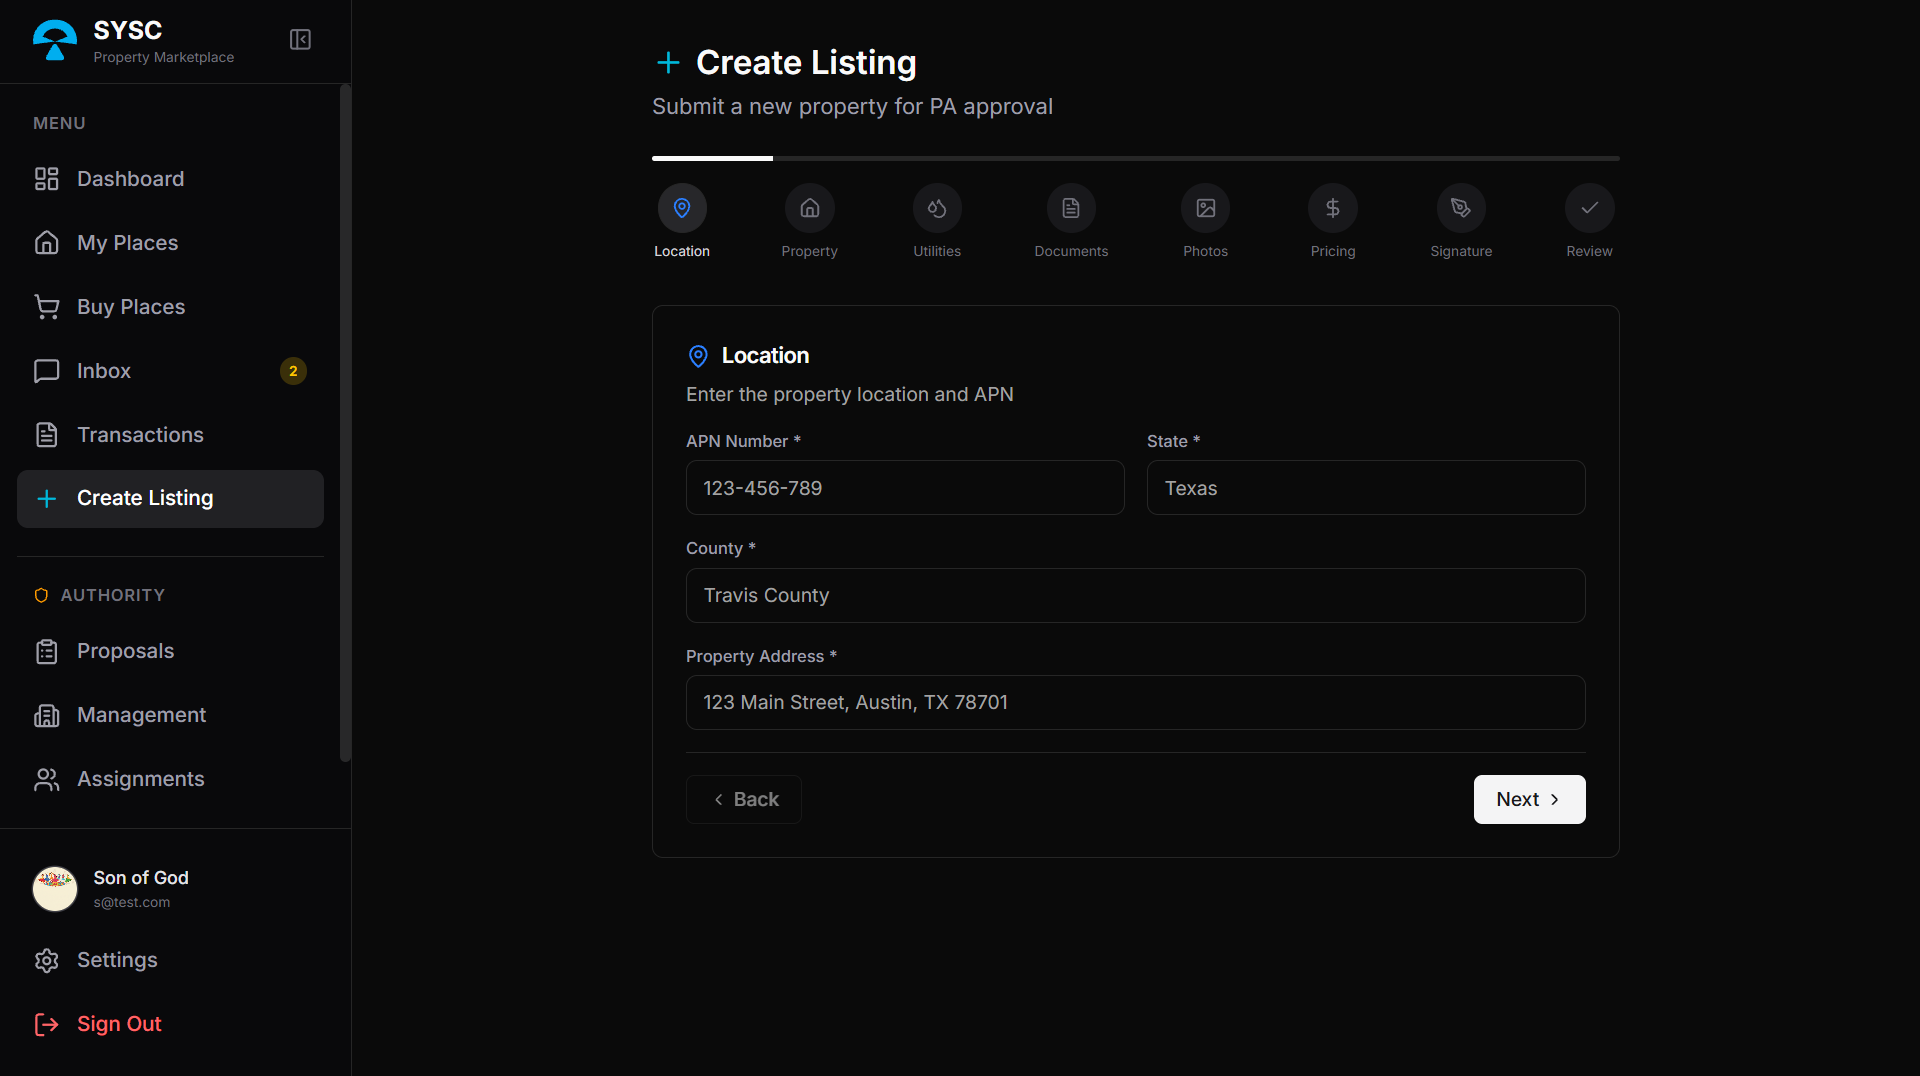 SYSC
Property Marketplace
MENU
Dashboard
My Places
Buy Places
Inbox
2
Transactions
Create Listing
AUTHORITY
Proposals
Management
Assignments
Son of God
s@test.com
Settings
Sign Out
Create Listing
Submit a new property for PA approval
Location
Property
Utilities
Documents
Photos
Pricing
Signature
Review
Location
Enter the property location and APN
APN Number *
State *
123-456-789
Texas
County *
Travis County
Property Address *
123 Main Street, Austin, TX 78701
Back
Next